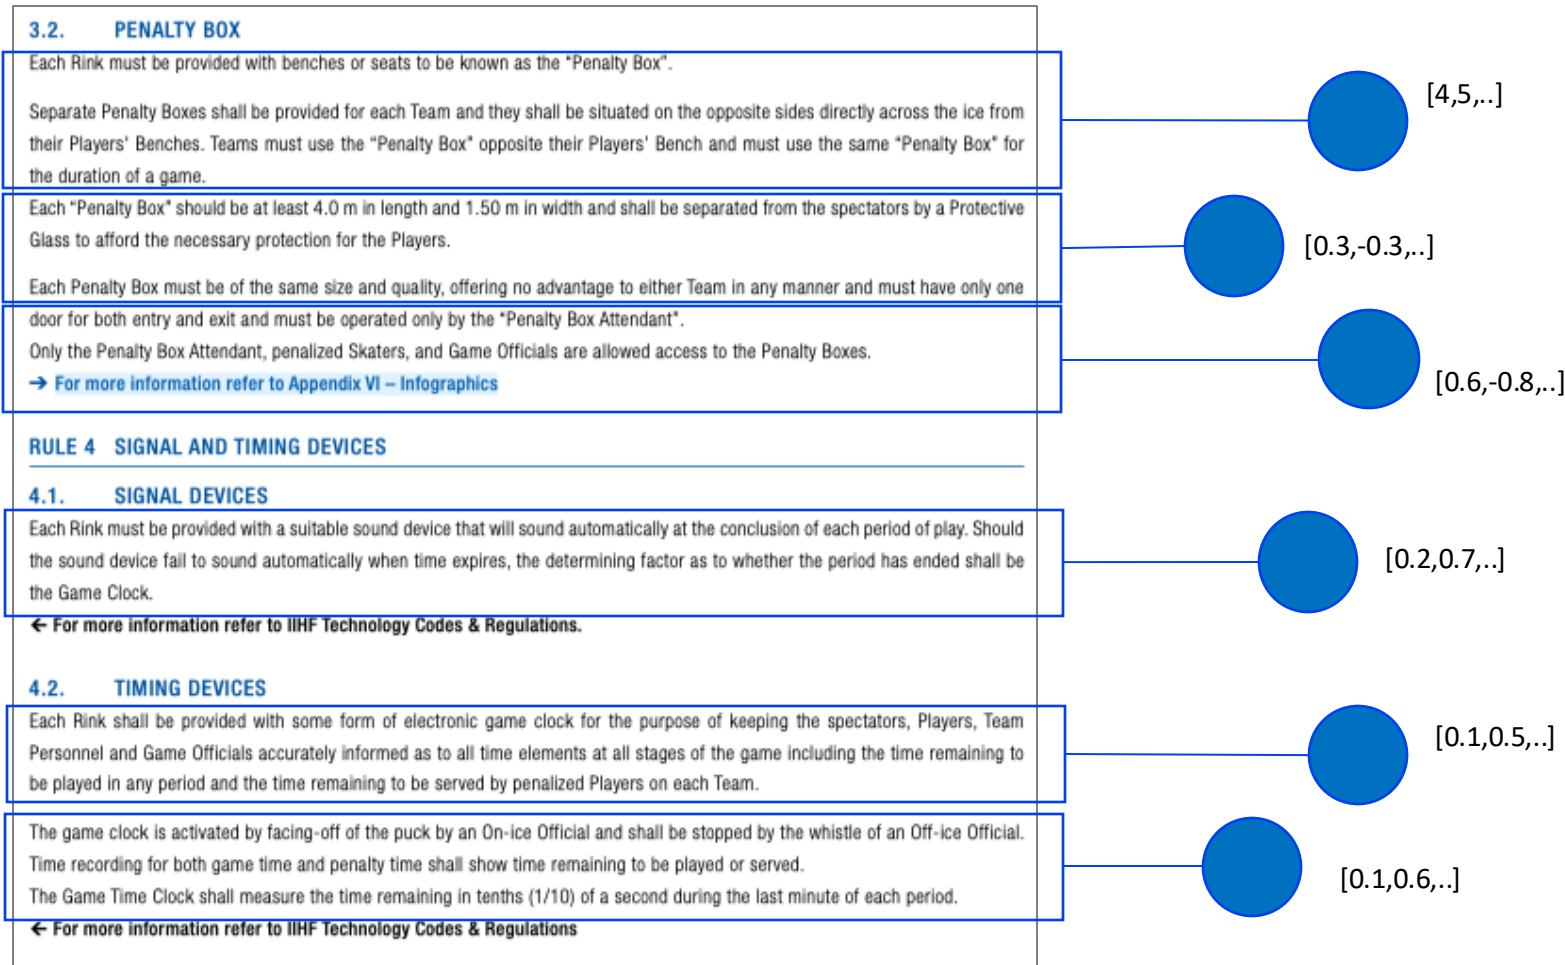 3.2. PENALTY BOX
Each Rink must be provided with benches or seats to be known as the "Penalty Box".
Separate Penalty Boxes shall be provided for each Team and they shall be situated on the opposite sides directly across the ice from
their Players' Benches. Teams must use the "Penalty Box" opposite their Players' Bench and must use the same "Penalty Box" for
the duration of a game.
[4,5,..]
Each "Penalty Box" should be at least 4.0 m in length and 1.50 m in width and shall be separated from the spectators by a Protective
Glass to afford the necessary protection for the Players.
Each Penalty Box must be of the same size and quality, offering no advantage to either Team in any manner and must have only one
[0.3,-0.3,..]
door for both entry and exit and must be operated only by the "Penalty Box Attendant".
Only the Penalty Box Attendant, penalized Skaters, and Game Officials are allowed access to the Penalty Boxes.
→ For more information refer to Appendix VI – Infographics
[0.6,-0.8,..]
RULE 4 SIGNAL AND TIMING DEVICES
4.1. SIGNAL DEVICES
Each Rink must be provided with a suitable sound device that will sound automatically at the conclusion of each period of play. Should
the sound device fail to sound automatically when time expires, the determining factor as to whether the period has ended shall be
the Game Clock.
[0.2,0.7,..]
← For more information refer to IIHF Technology Codes & Regulations.
4.2. TIMING DEVICES
Each Rink shall be provided with some form of electronic game clock for the purpose of keeping the spectators, Players, Team
Personnel and Game Officials accurately informed as to all time elements at all stages of the game including the time remaining to
be played in any period and the time remaining to be served by penalized Players on each Team.
[0.1,0.5,..]
The game clock is activated by facing-off of the puck by an On-ice Official and shall be stopped by the whistle of an Off-ice Official.
Time recording for both game time and penalty time shall show time remaining to be played or served.
The Game Time Clock shall measure the time remaining in tenths (1/10) of a second during the last minute of each period.
[0.1,0.6,..]
← For more information refer to IIHF Technology Codes & Regulations